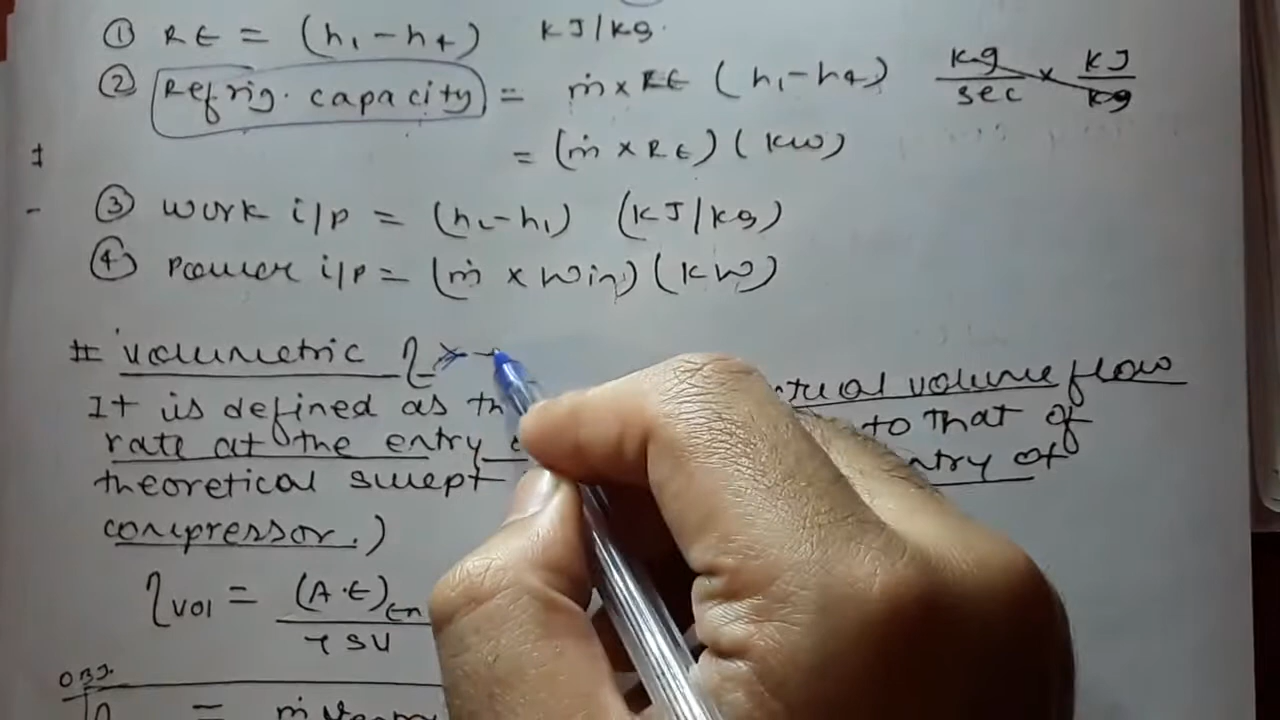 ① RE = (h₁-h₄) KJ/Kg.
② Refrig. capacity = ṁ x RE (h₁-h₄) Kg/sec x KJ/Kg
= (ṁ x RE) (KW)
③ Work i/p = (h₂-h₁) (KJ/Kg)
④ Power i/p = (ṁ x Win) (KW)
# Volumetric η
It is defined as volume flow
rate at the entry to that of
theoretical swept of
compressor.)
ηvol = (A.E) / TSV
OBJ.
= ṁ